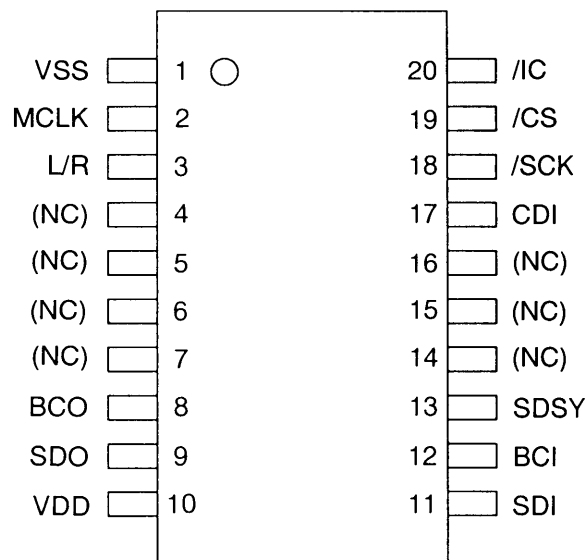 VSS 1 20 /IC
MCLK 2 19 /CS
L/R 3 18 /SCK
(NC) 4 17 CDI
(NC) 5 16 (NC)
(NC) 6 15 (NC)
(NC) 7 14 (NC)
BCO 8 13 SDSY
SDO 9 12 BCI
VDD 10 11 SDI